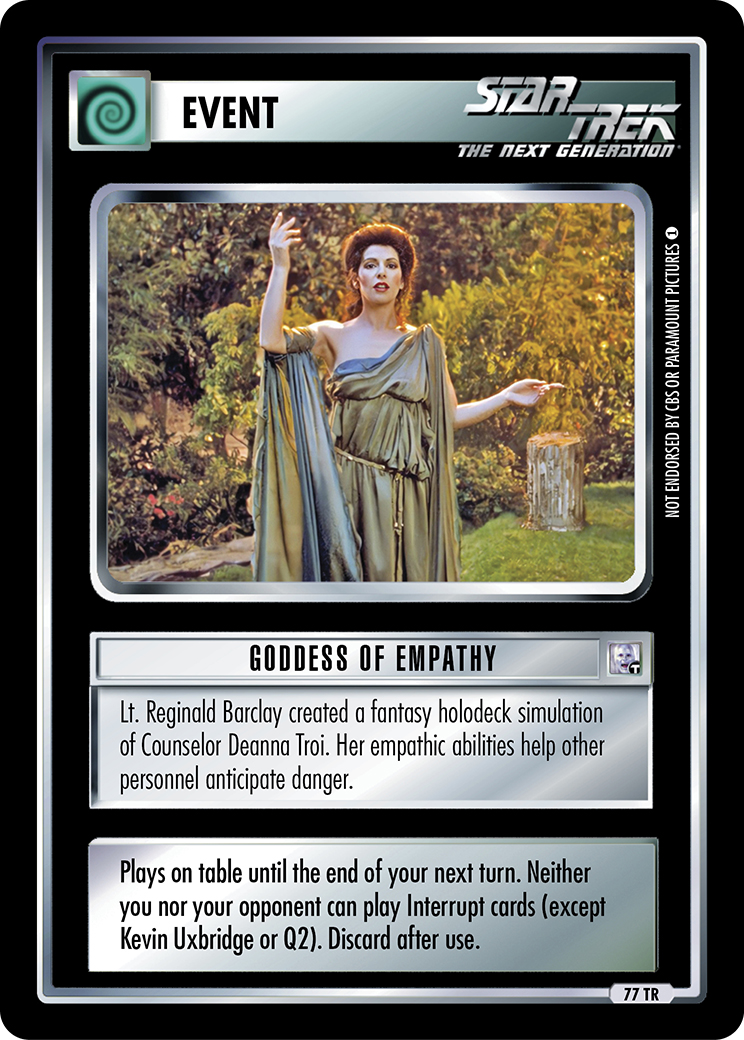 EVENT
STAR
TREK
THE NEXT GENERATION
NOT ENDORSED BY CBS OR PARAMOUNT PICTURES 1
GODDESS OF EMPATHY
T
Lt. Reginald Barclay created a fantasy holodeck simulation
of Counselor Deanna Troi. Her empathic abilities help other
personnel anticipate danger.
Plays on table until the end of your next turn. Neither
you nor your opponent can play Interrupt cards (except
Kevin Uxbridge or Q2). Discard after use.
77 TR